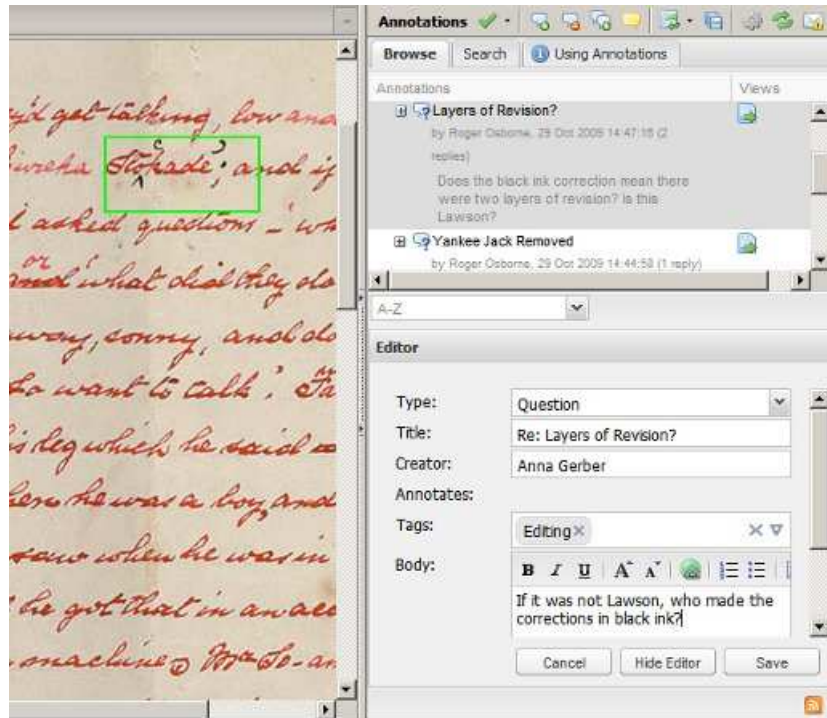 y'd get talking, low and
Eureka Stokade; and if
c
I asked questions - wh
or
and what did they do
away, sonny, and do
to want to talk'.
is leg which he said
hen he was a boy, and
saw when he was in
he got that in an acc
machine
Annotations
Browse Search Using Annotations
Annotations Views
Layers of Revision?
by Roger Osborne, 29 Oct 2009 14:47:16 (2
replies)
Does the black ink correction mean there
were two layers of revision? Is this
Lawson?
Yankee Jack Removed
by Roger Osborne, 29 Oct 2009 14:44:58 (1 reply)
A-Z
Editor
Type: Question
Title: Re: Layers of Revision?
Creator: Anna Gerber
Annotates:
Tags: Editing
Body: B I U A A
If it was not Lawson, who made the
corrections in black ink?
Cancel Hide Editor Save